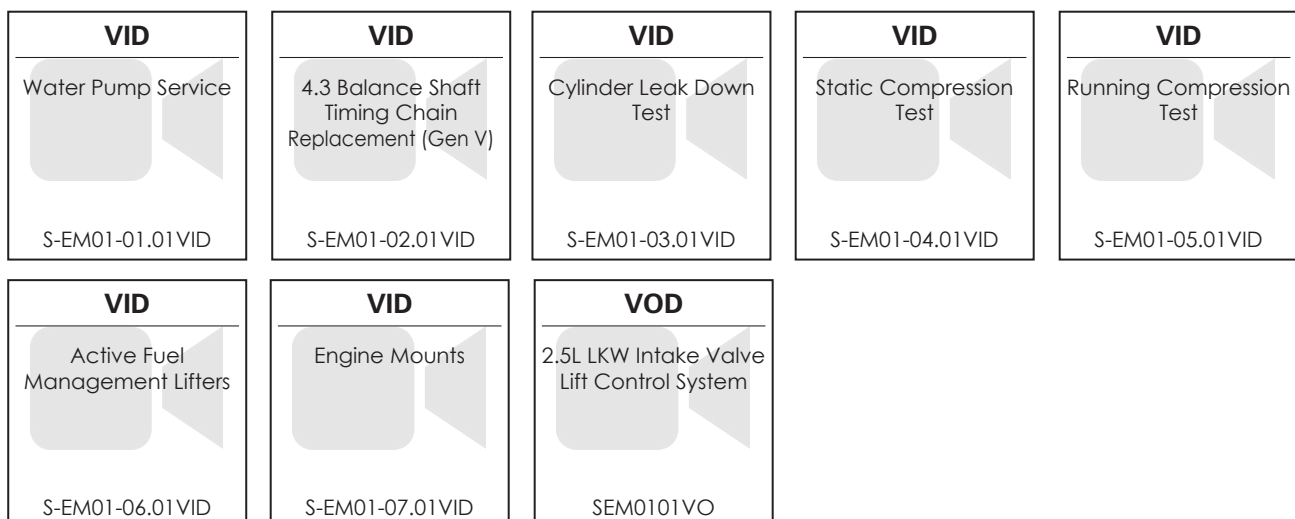 VID
Water Pump Service
S-EM01-01.01VID
VID
4.3 Balance Shaft
Timing Chain
Replacement (Gen V)
S-EM01-02.01VID
VID
Cylinder Leak Down
Test
S-EM01-03.01VID
VID
Static Compression
Test
S-EM01-04.01VID
VID
Running Compression
Test
S-EM01-05.01VID
VID
Active Fuel
Management Lifters
S-EM01-06.01VID
VID
Engine Mounts
S-EM01-07.01VID
VOD
2.5L LKW Intake Valve
Lift Control System
SEM0101VO